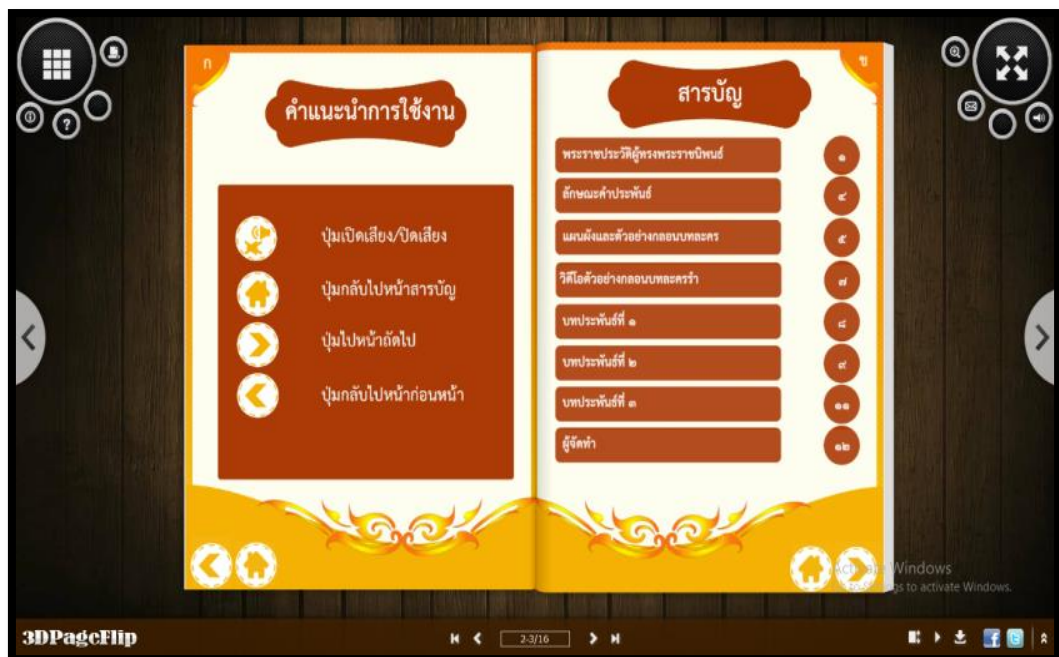 ก
คำแนะนำการใช้งาน
ปุ่มเปิดเสียง/ปิดเสียง
ปุ่มกลับไปหน้าสารบัญ
ปุ่มไปหน้าถัดไป
ปุ่มกลับไปหน้าก่อนหน้า
ข
สารบัญ
พระราชประวัติผู้ทรงพระราชนิพนธ์ ๑
ลักษณะคำประพันธ์ ๔
แผนผังและตัวอย่างกลอนบทละคร ๕
วิดีโอตัวอย่างกลอนบทละครรำ ๗
บทประพันธ์ที่ ๑ ๘
บทประพันธ์ที่ ๒ ๙
บทประพันธ์ที่ ๓ ๑๑
ผู้จัดทำ ๑๒
Activate Windows
to activate Windows.
3DPageFlip
2-3/16